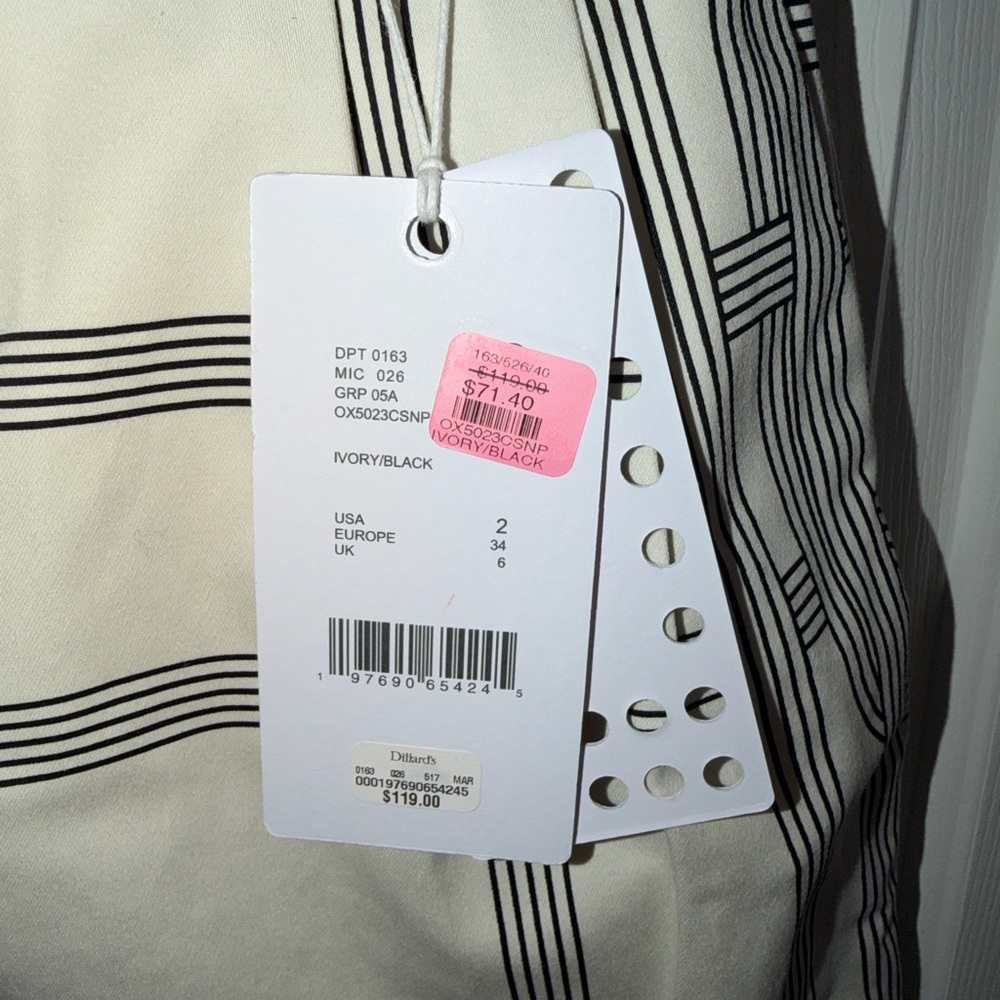 DPT 0163
MIC 026
GRP 05A
OX5023CSNP
163/526/40
$119.00
$71.40
OX5023CSNP
IVORY/BLACK
IVORY/BLACK
USA 2
EUROPE 34
UK 6
1 97690 65424 5
Dillard's
0163 026 517 MAR
000197690654245
$119.00